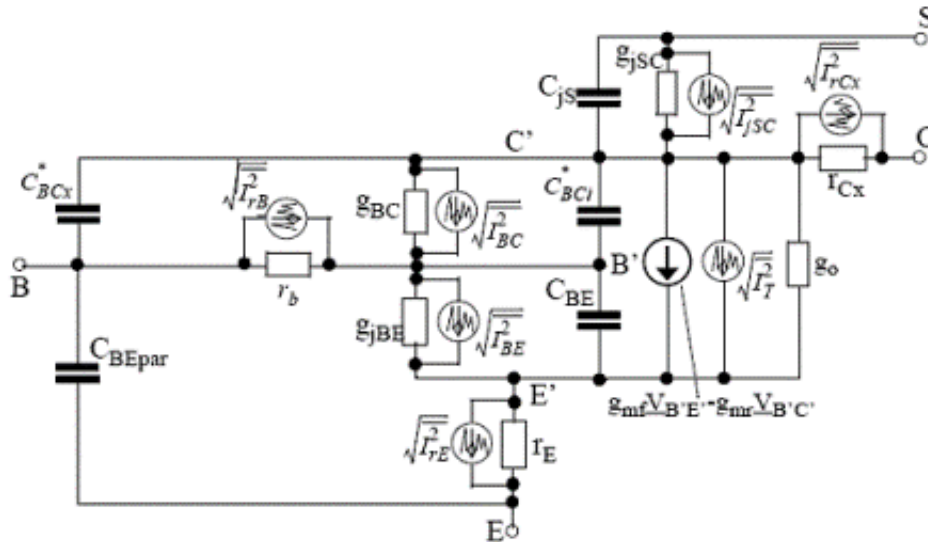 S
g_jSC
√I²_rCx
C_jS
√I²_jSC
C'
C
C*_BCx
√I²_rB
g_BC
√I²_BC
C*_BCi
r_Cx
B
r_b
B'
C_BE
√I²_T
g_o
g_jBE
√I²_BE
C_BEpar
E'
g_mf V_B'E'-g_mr V_B'C'
√I²_rE
r_E
E